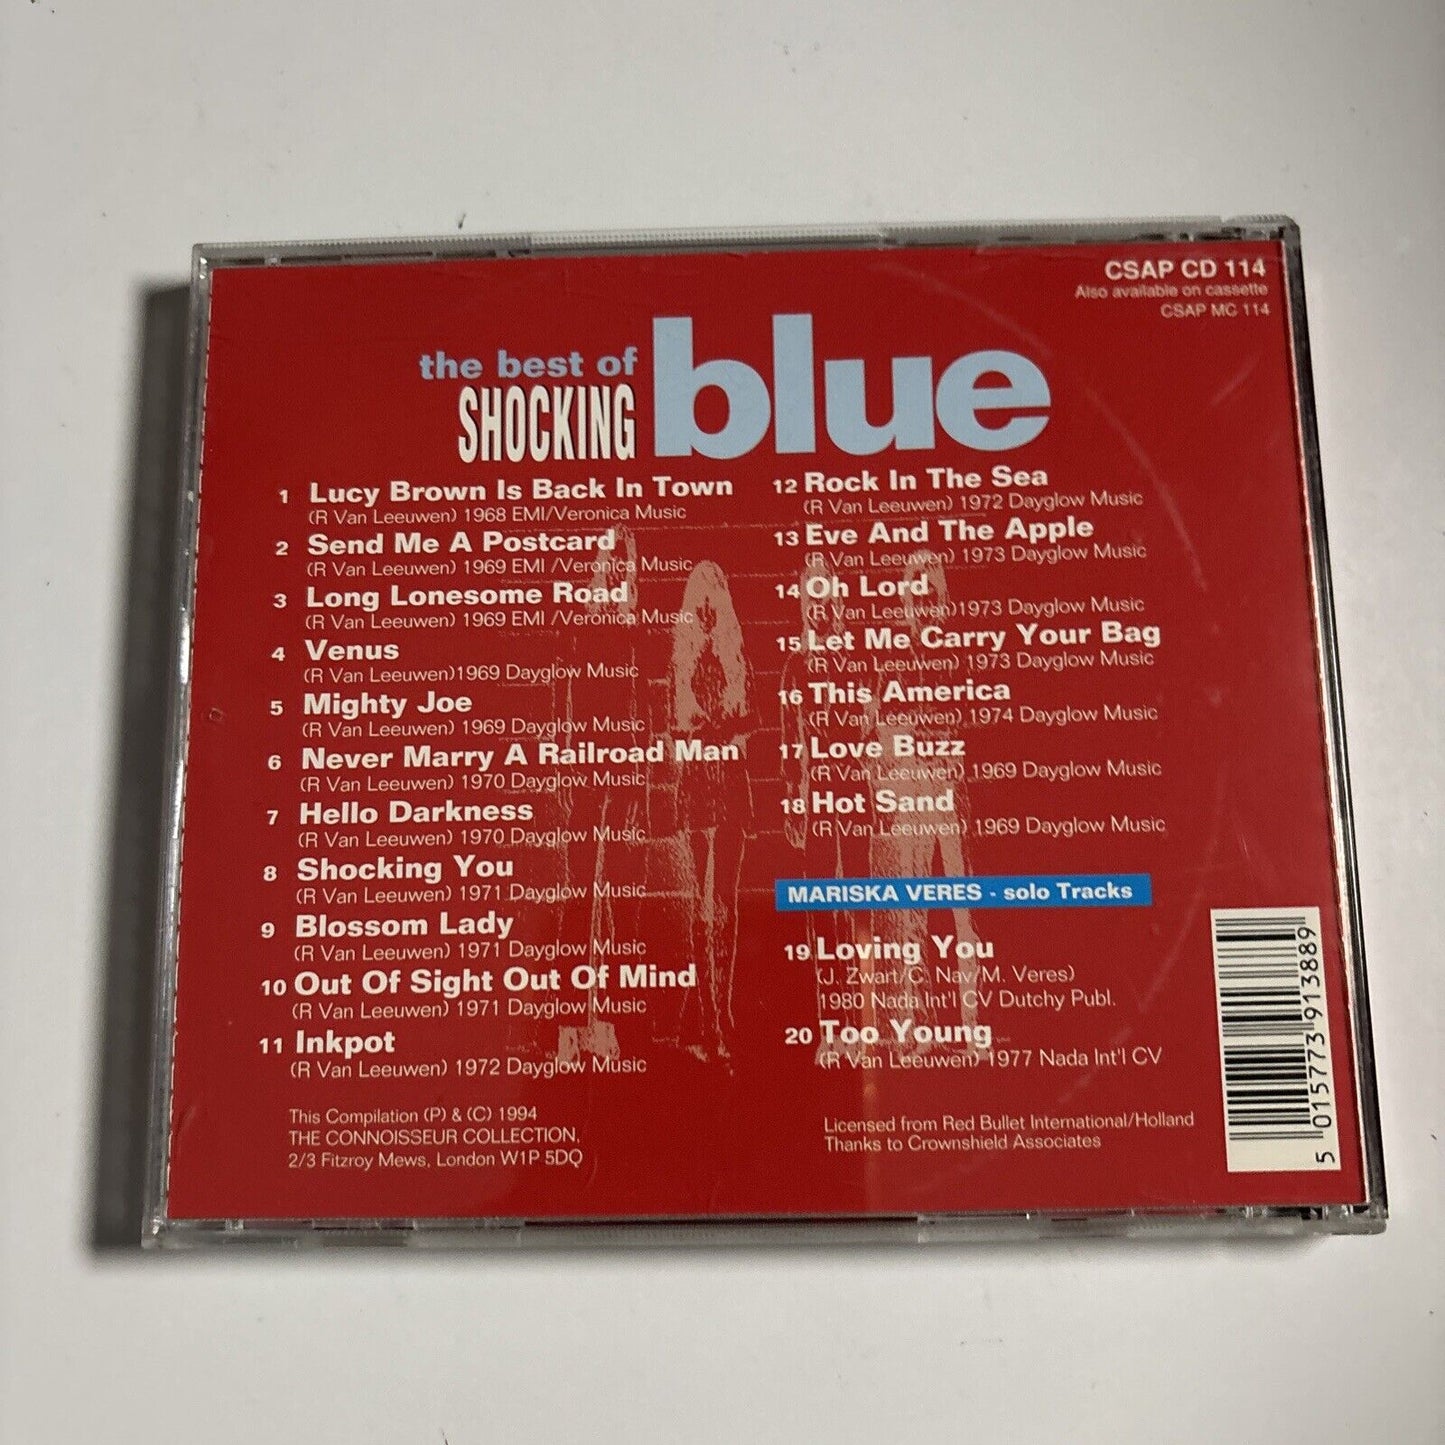 CSAP CD 114
Also available on cassette
CSAP MC 114
the best of
SHOCKING blue
1 Lucy Brown Is Back In Town
(R Van Leeuwen) 1968 EMI/Veronica Music
2 Send Me A Postcard
(R Van Leeuwen) 1969 EMI /Veronica Music
3 Long Lonesome Road
(R Van Leeuwen) 1969 EMI /Veronica Music
4 Venus
(R Van Leeuwen)1969 Dayglow Music
5 Mighty Joe
(R Van Leeuwen) 1969 Dayglow Music
6 Never Marry A Railroad Man
(R Van Leeuwen) 1970 Dayglow Music
7 Hello Darkness
(R Van Leeuwen) 1970 Dayglow Music
8 Shocking You
(R Van Leeuwen) 1971 Dayglow Music
9 Blossom Lady
(R Van Leeuwen) 1971 Dayglow Music
10 Out Of Sight Out Of Mind
(R Van Leeuwen) 1971 Dayglow Music
11 Inkpot
(R Van Leeuwen) 1972 Dayglow Music
12 Rock In The Sea
(R Van Leeuwen) 1972 Dayglow Music
13 Eve And The Apple
(R Van Leeuwen) 1973 Dayglow Music
14 Oh Lord
(R Van Leeuwen)1973 Dayglow Music
15 Let Me Carry Your Bag
(R Van Leeuwen) 1973 Dayglow Music
16 This America
(R Van Leeuwen) 1974 Dayglow Music
17 Love Buzz
(R Van Leeuwen) 1969 Dayglow Music
18 Hot Sand
(R Van Leeuwen) 1969 Dayglow Music
MARISKA VERES - solo Tracks
19 Loving You
(J. Zwart/C. Nav/M. Veres)
1980 Nada Int'l CV Dutchy Publ.
20 Too Young
(R Van Leeuwen) 1977 Nada Int'l CV
This Compilation (P) & (C) 1994
THE CONNOISSEUR COLLECTION,
2/3 Fitzroy Mews, London W1P 5DQ
Licensed from Red Bullet International/Holland
Thanks to Crownshield Associates
5 015773 913889